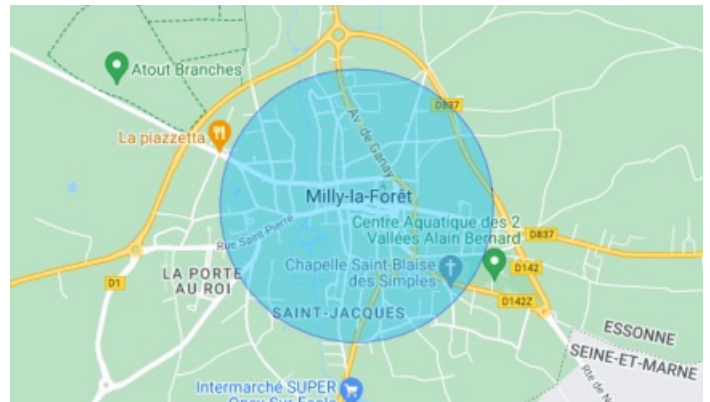 Atout Branches
D837
La piazzetta
Av. de Ganay
Milly-la-Forêt
Centre Aquatique des 2
Vallées Alain Bernard
D837
Rue Saint Pierre
LA PORTE
AU ROI
D1
Chapelle Saint-Blaise
des Simples
D142
D142Z
SAINT-JACQUES
ESSONNE
SEINE-ET-MARNE
Rte de
Intermarché SUPER